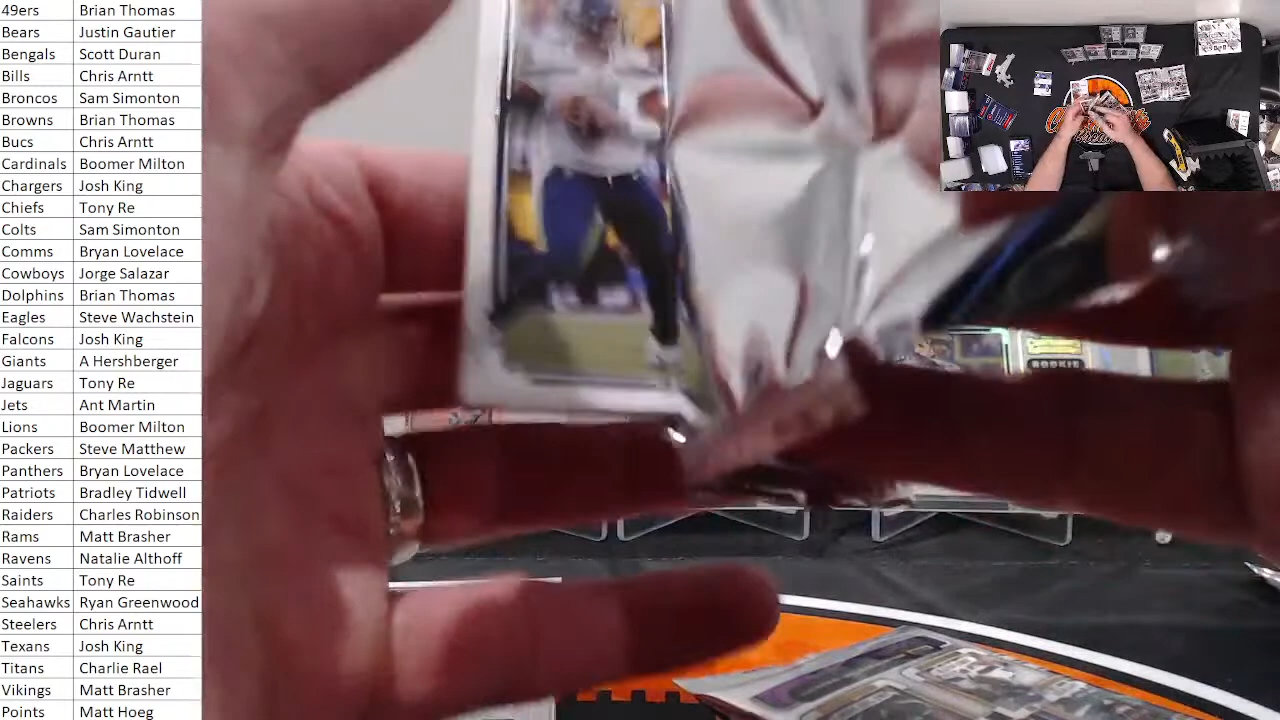 49ers Brian Thomas
Bears Justin Gautier
Bengals Scott Duran
Bills Chris Arntt
Broncos Sam Simonton
Browns Brian Thomas
Bucs Chris Arntt
Cardinals Boomer Milton
Chargers Josh King
Chiefs Tony Re
Colts Sam Simonton
Comms Bryan Lovelace
Cowboys Jorge Salazar
Dolphins Brian Thomas
Eagles Steve Wachstein
Falcons Josh King
Giants A Hershberger
Jaguars Tony Re
Jets Ant Martin
Lions Boomer Milton
Packers Steve Matthew
Panthers Bryan Lovelace
Patriots Bradley Tidwell
Raiders Charles Robinson
Rams Matt Brasher
Ravens Natalie Althoff
Saints Tony Re
Seahawks Ryan Greenwood
Steelers Chris Arntt
Texans Josh King
Titans Charlie Rael
Vikings Matt Brasher
Points Matt Hoeg
ROOKIE